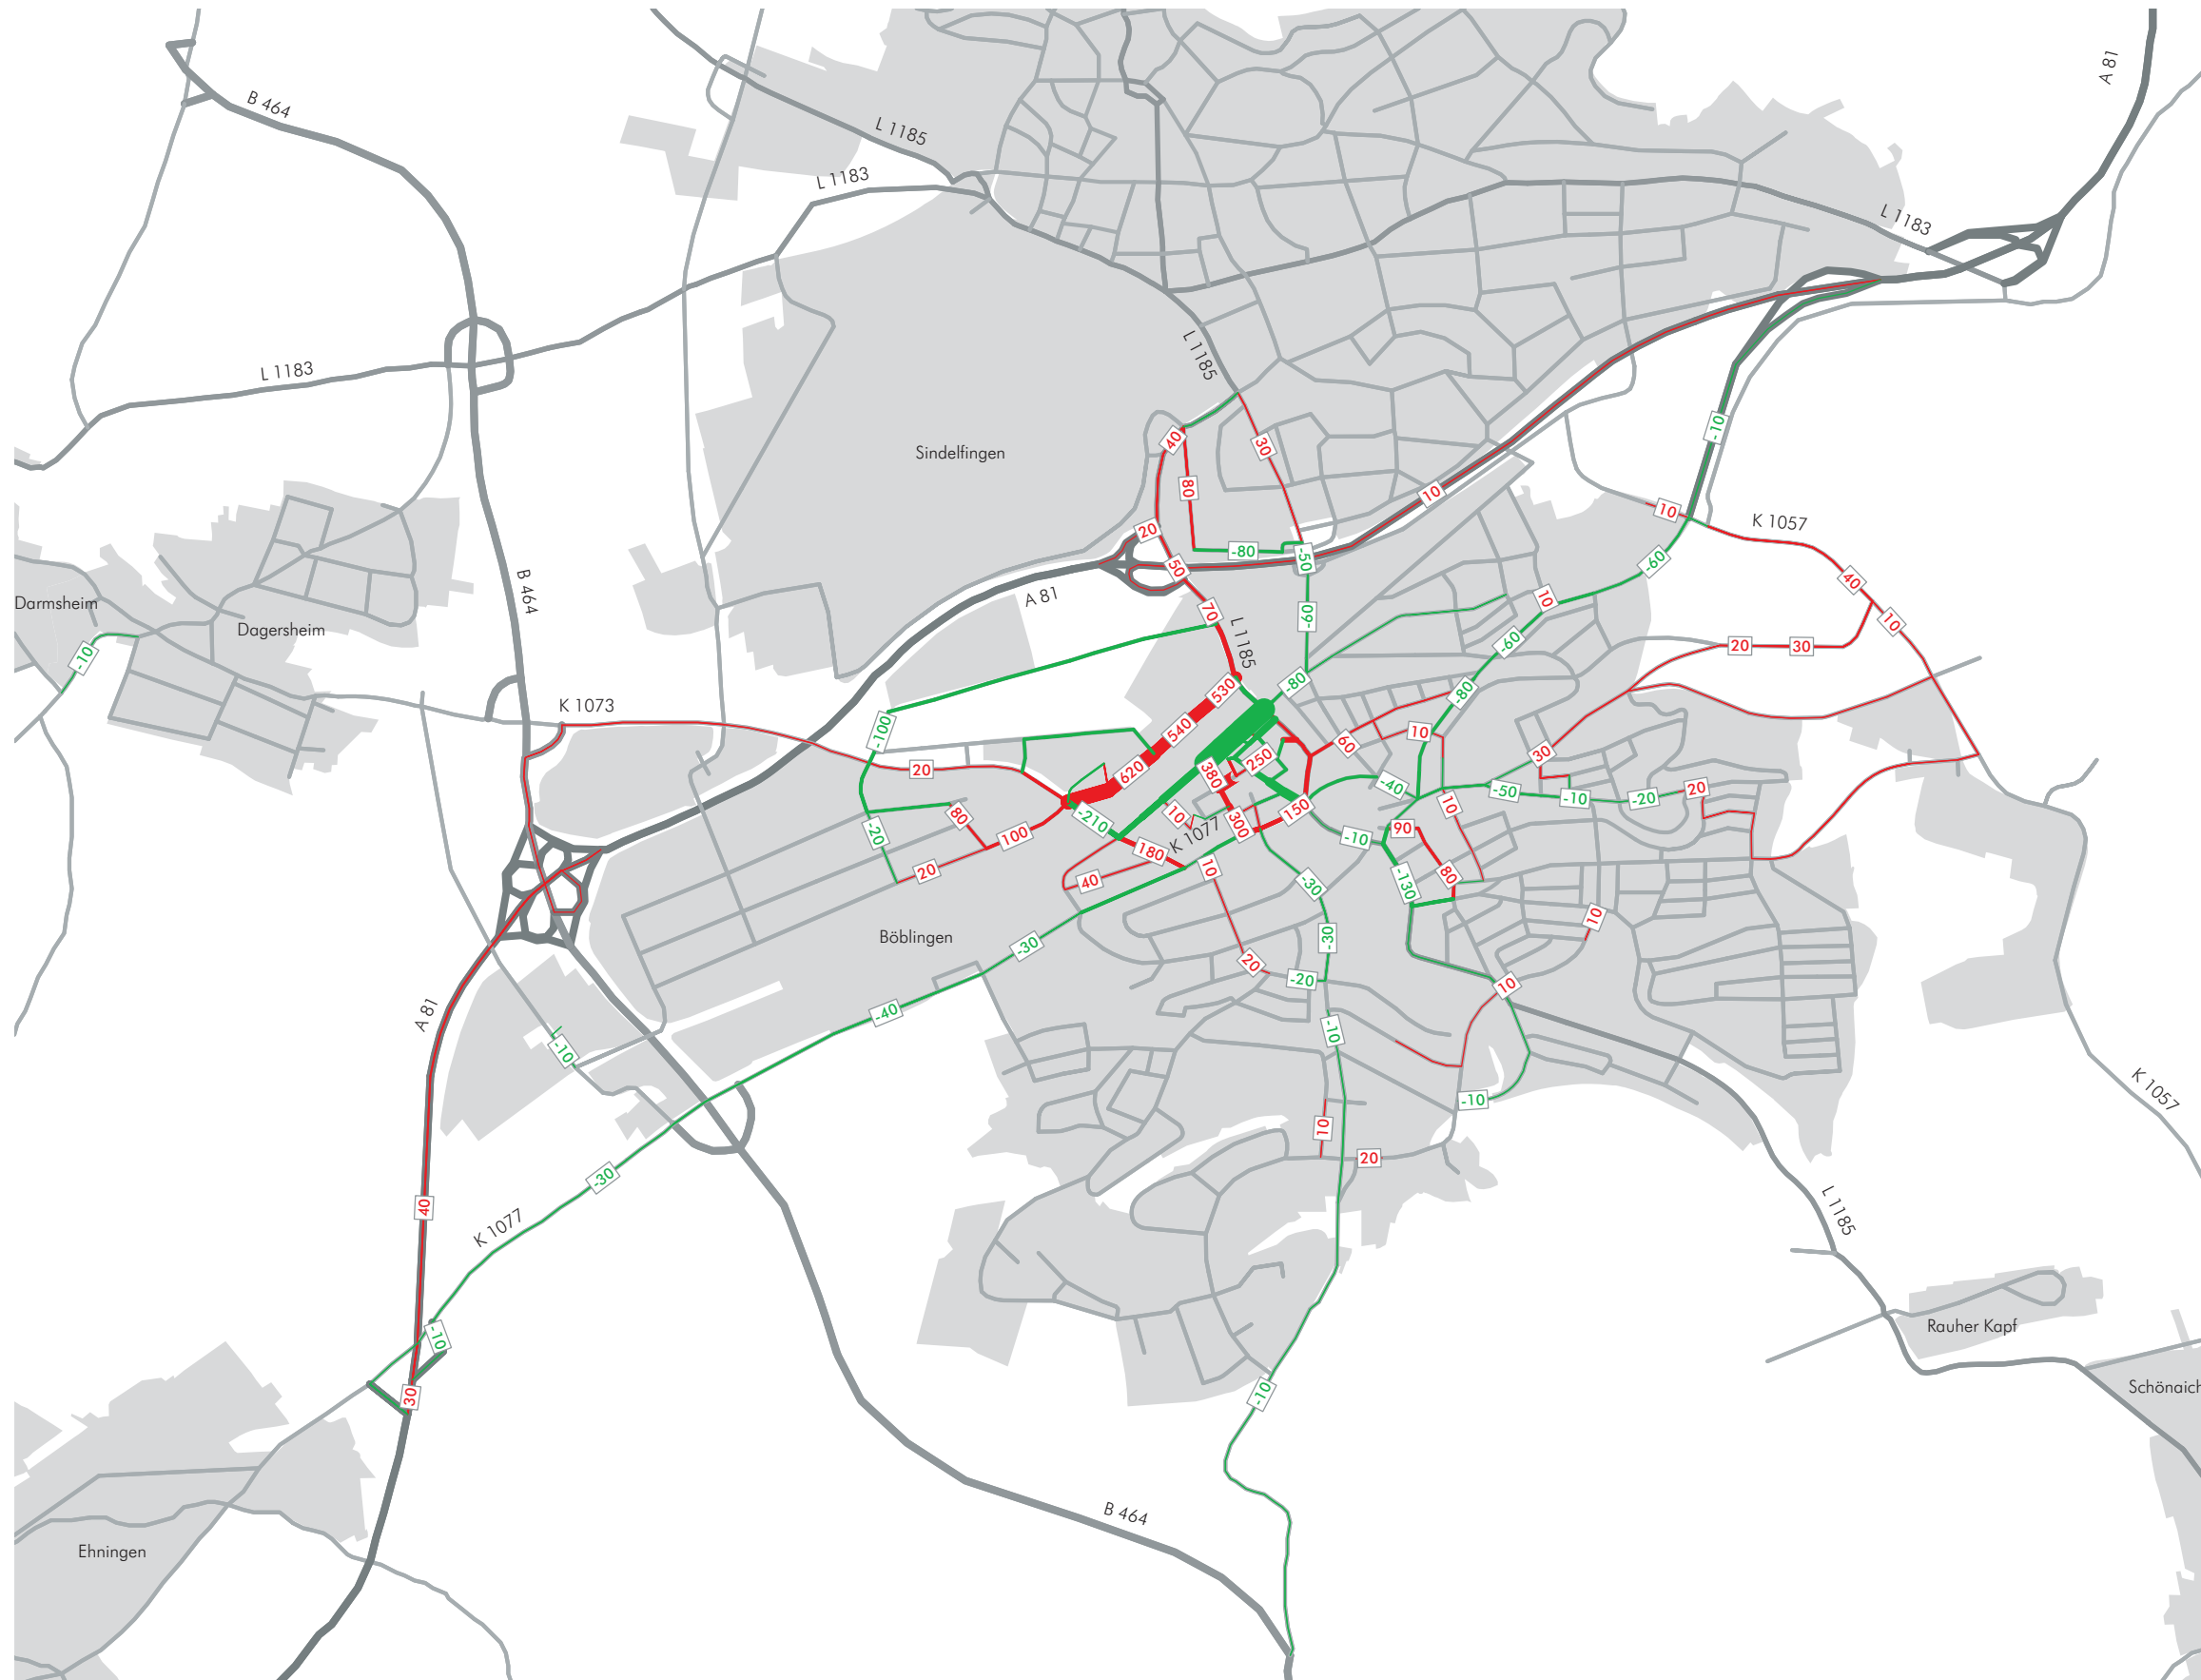 A 81
B 464
L 1185
L 1183
L 1183
L 1183
L 1185
40
30
Sindelfingen
-10
80
10
10
K 1057
20
-80
-50
50
-60
40
B 464
A 81
Darmsheim
Dagersheim
70
-60
10
10
L 1185
-60
20
30
-10
-80
530
-80
K 1073
-100
540
60
10
30
20
620
380
250
-40
-50
-10
-20
20
80
-210
10
300
150
10
-20
100
K 1077
-10
90
180
20
40
10
-30
-130
80
10
Böblingen
-30
-30
20
-20
10
A 81
-40
-10
-10
-10
10
K 1057
-30
20
40
K 1077
L 1185
-10
Rauher Kapf
30
-10
Schönaich
B 464
Ehningen